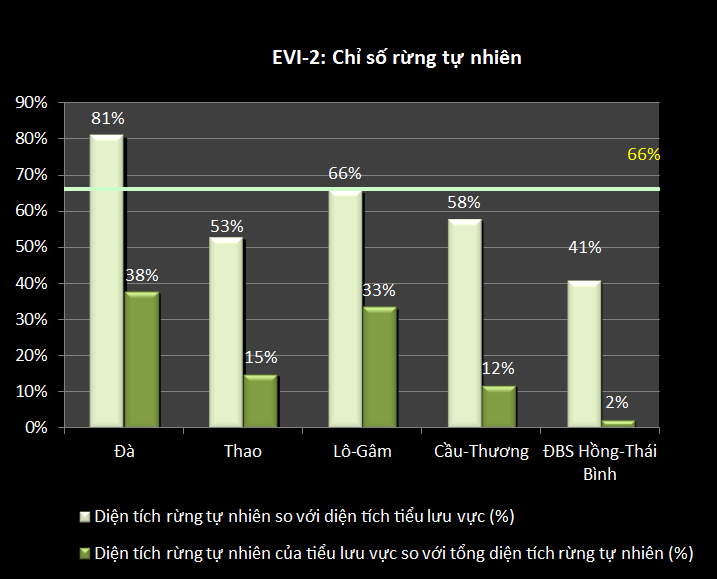 EVI-2: Chỉ số rừng tự nhiên
90%
80%
70%
60%
50%
40%
30%
20%
10%
0%
81%
38%
53%
15%
66%
33%
58%
12%
41%
2%
66%
Đà
Thao
Lô-Gâm
Cầu-Thương
ĐBS Hồng-Thái
Bình
Diện tích rừng tự nhiên so với diện tích tiểu lưu vực (%)
Diện tích rừng tự nhiên của tiểu lưu vực so với tổng diện tích rừng tự nhiên (%)